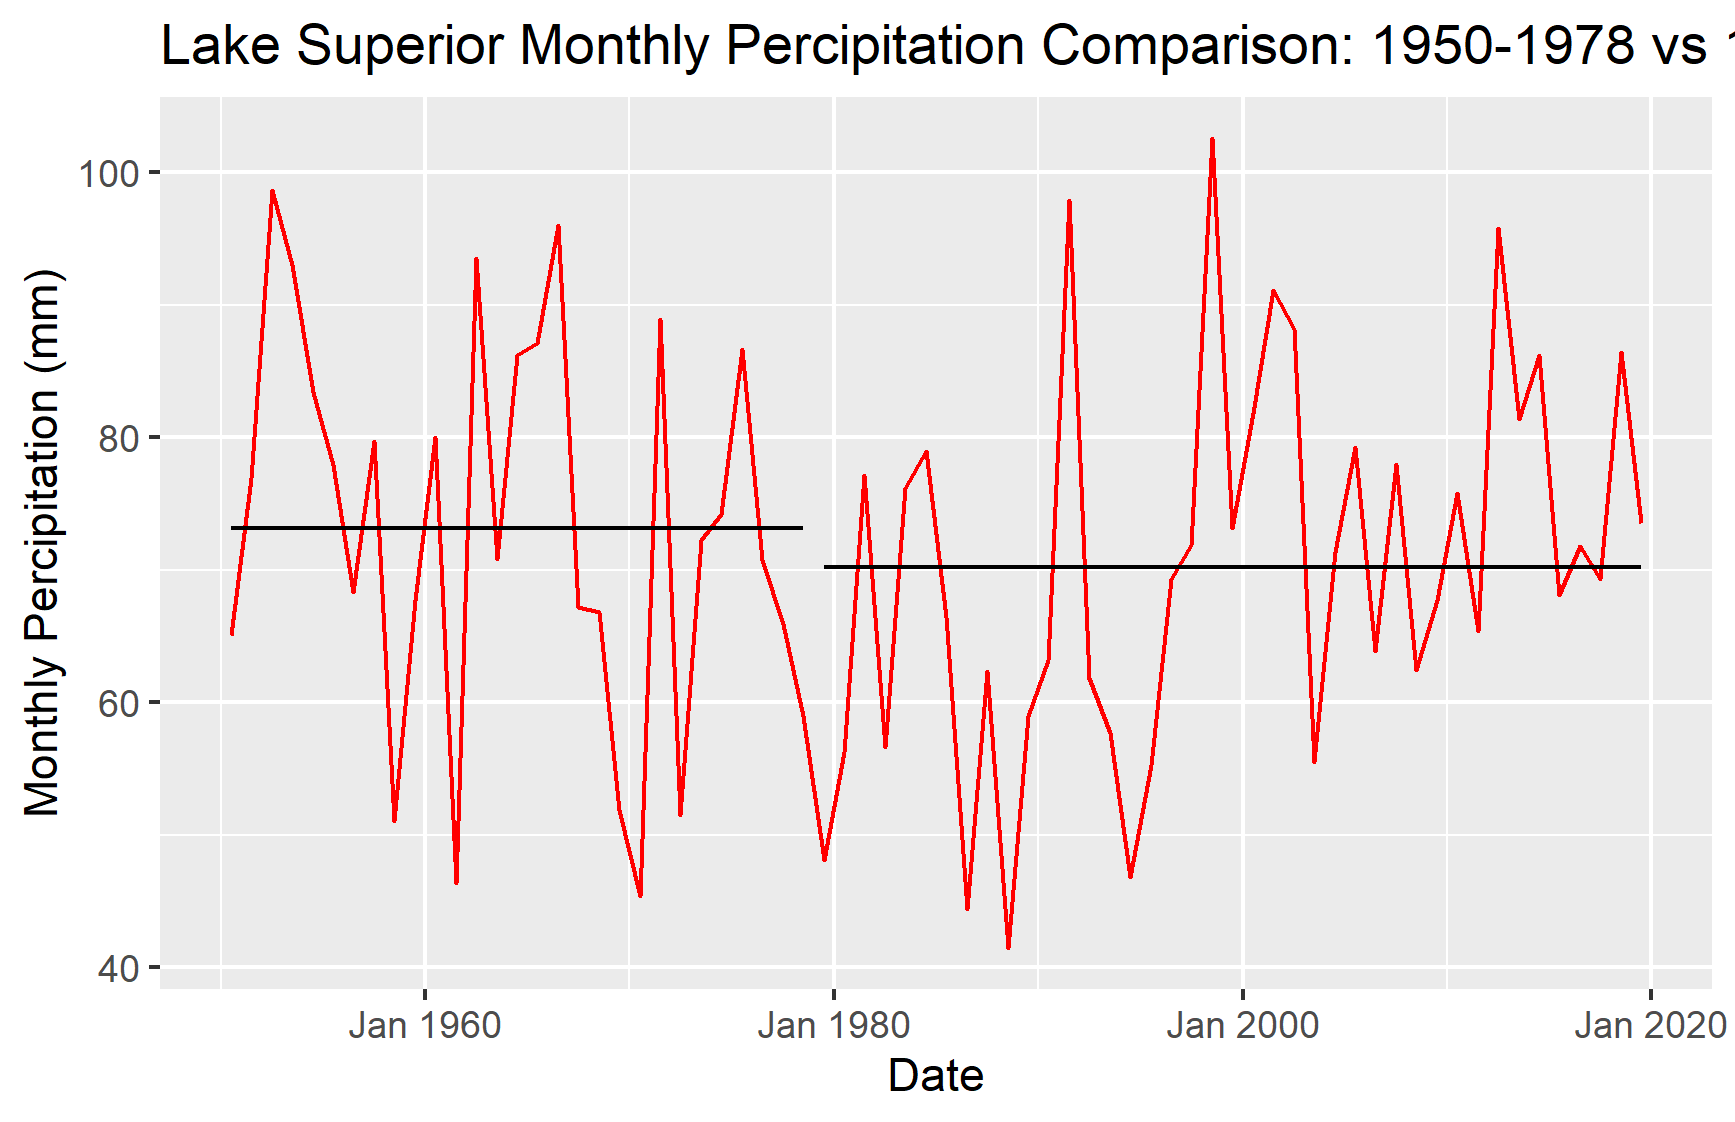 Lake Superior Monthly Percipitation Comparison: 1950-1978 vs 1
Monthly Percipitation (mm)
100
80
60
40
Jan 1960
Jan 1980
Jan 2000
Jan 2020
Date